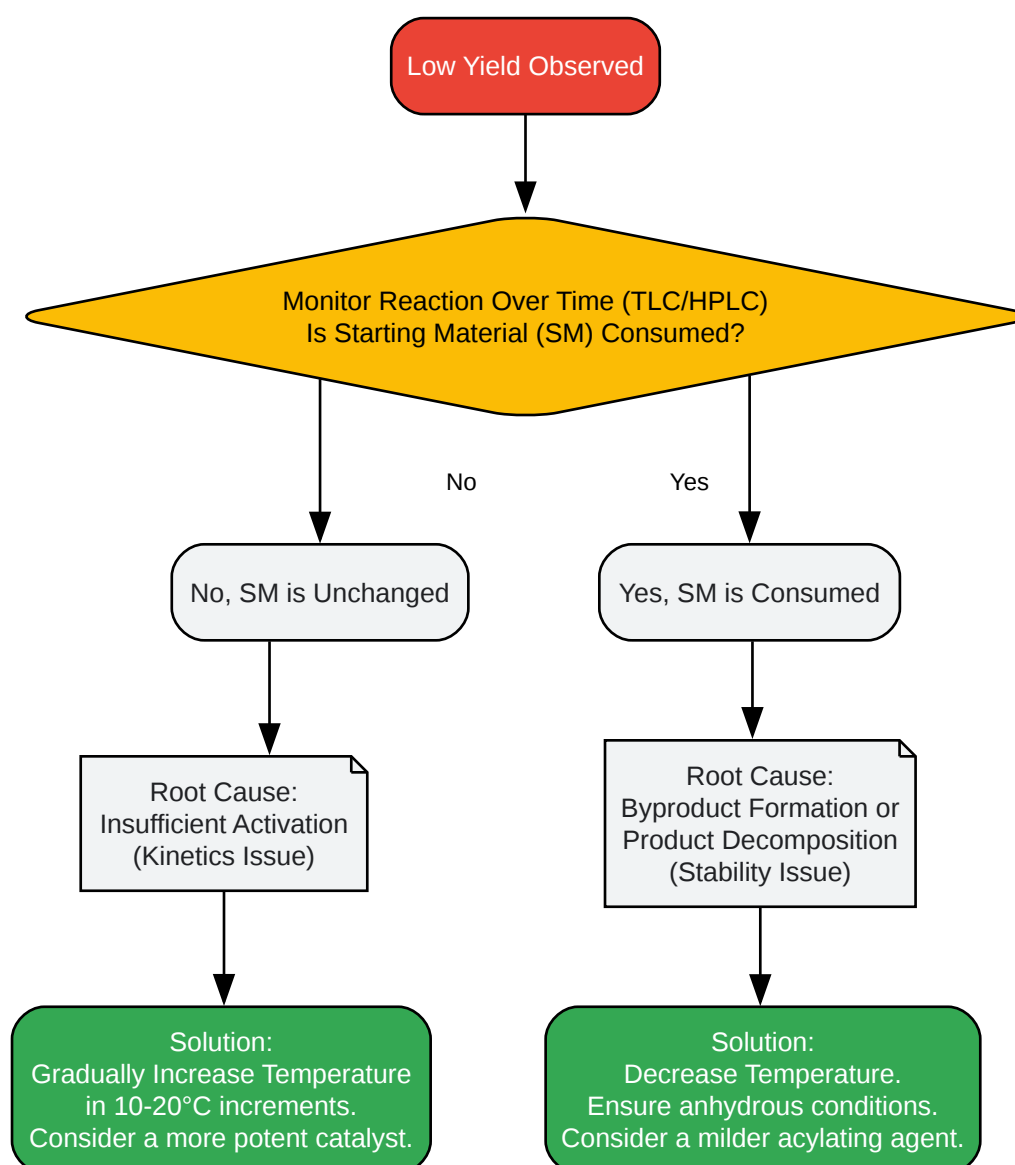 Low Yield Observed
Monitor Reaction Over Time (TLC/HPLC)
Is Starting Material (SM) Consumed?
No
Yes
No, SM is Unchanged
Yes, SM is Consumed
Root Cause:
Insufficient Activation
(Kinetics Issue)
Root Cause:
Byproduct Formation or
Product Decomposition
(Stability Issue)
Solution:
Gradually Increase Temperature
in 10-20°C increments.
Consider a more potent catalyst.
Solution:
Decrease Temperature.
Ensure anhydrous conditions.
Consider a milder acylating agent.